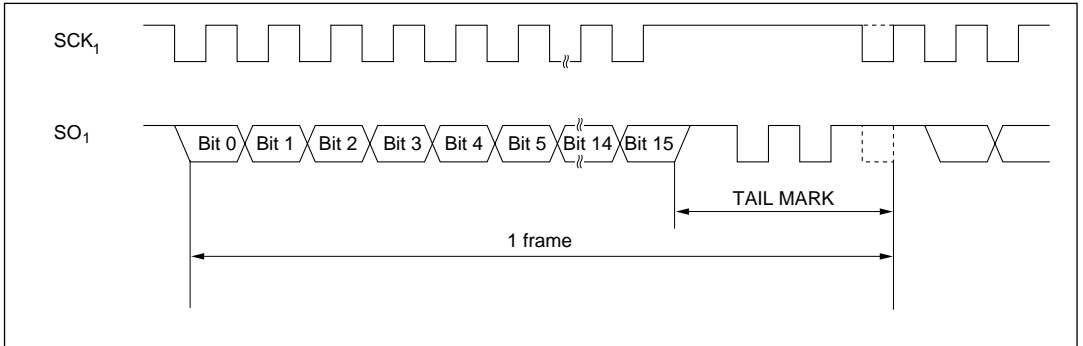 SCK1
SO1
Bit 0 Bit 1 Bit 2 Bit 3 Bit 4 Bit 5 Bit 14 Bit 15
TAIL MARK
1 frame